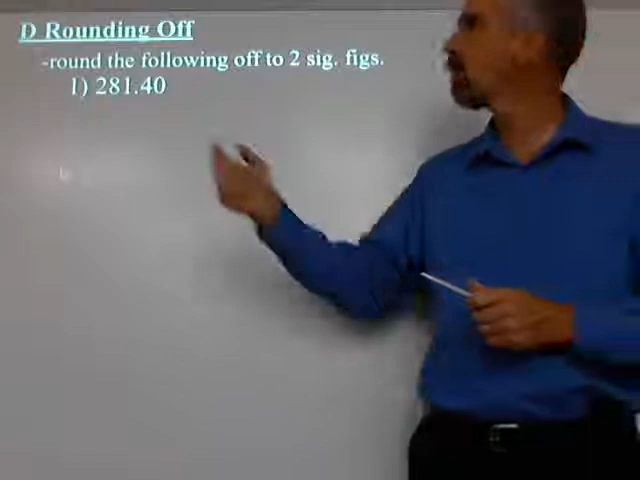 D Rounding Off
-round the following off to 2 sig. figs.
1) 281.40